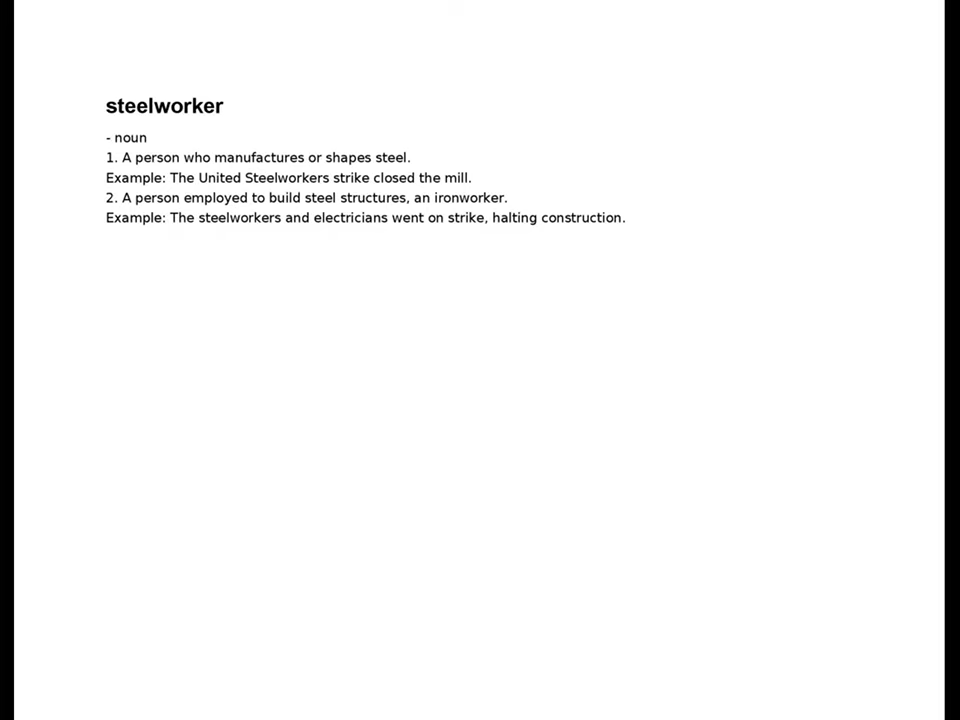 steelworker
- noun
1. A person who manufactures or shapes steel.
Example: The United Steelworkers strike closed the mill.
2. A person employed to build steel structures, an ironworker.
Example: The steelworkers and electricians went on strike, halting construction.